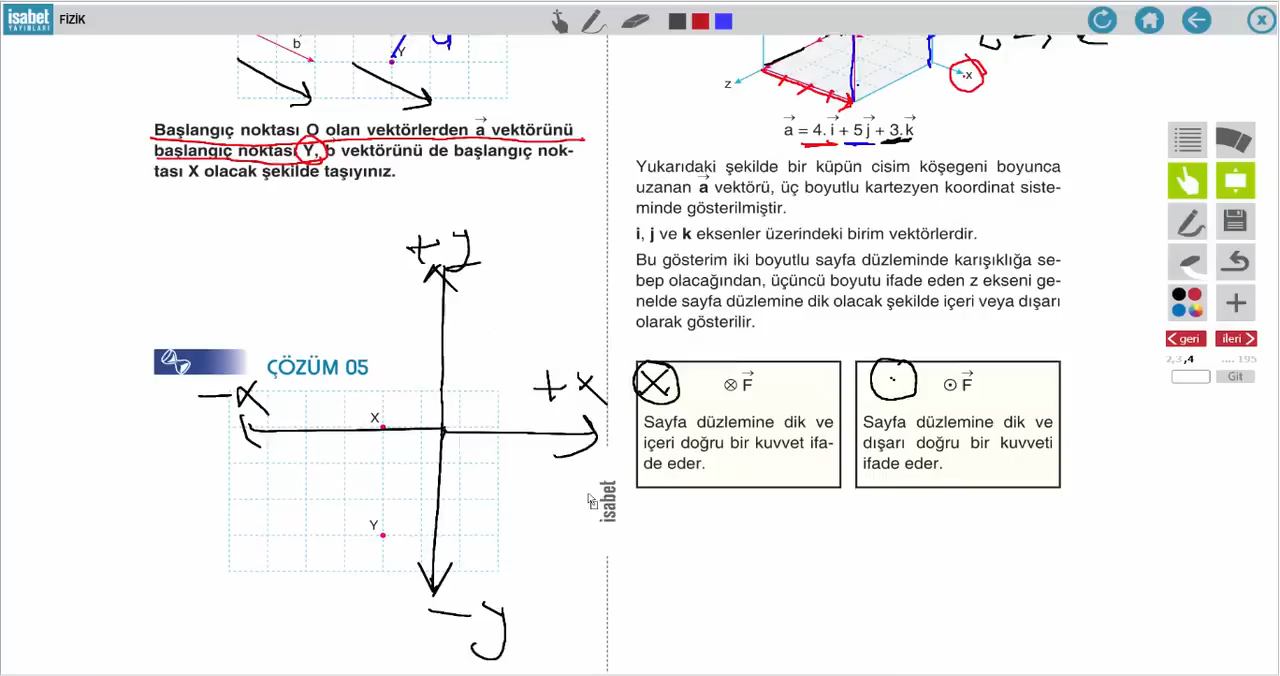 isabet
YAYINLARI
FİZİK
b
Y
z
x
Başlangıç noktası O olan vektörlerden a vektörünü
başlangıç noktası Y, b vektörünü de başlangıç nok-
tası X olacak şekilde taşıyınız.
+y
ÇÖZÜM 05
-x
+x
X
Y
-y
isabet
a = 4.i + 5j + 3.k
Yukarıdaki şekilde bir küpün cisim köşegeni boyunca
uzanan a vektörü, üç boyutlu kartezyen koordinat siste-
minde gösterilmiştir.
i, j ve k eksenler üzerindeki birim vektörlerdir.
Bu gösterim iki boyutlu sayfa düzleminde karışıklığa se-
bep olacağından, üçüncü boyutu ifade eden z ekseni ge-
nelde sayfa düzlemine dik olacak şekilde içeri veya dışarı
olarak gösterilir.
⊗ F
Sayfa düzlemine dik ve
içeri doğru bir kuvvet ifa-
de eder.
⊙ F
Sayfa düzlemine dik ve
dışarı doğru bir kuvveti
ifade eder.
geri
ileri
2,3,4
.... 195
Git